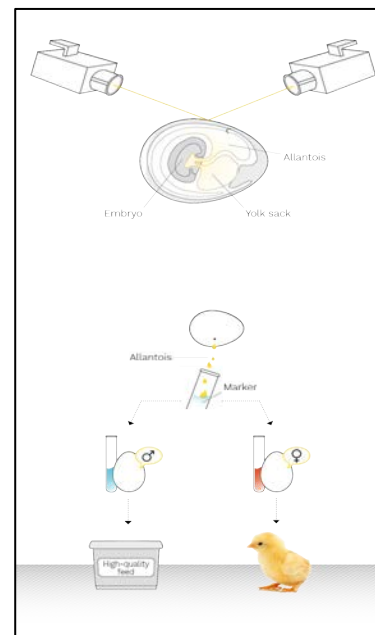 Allantois
Embryo
Yolk sack
Allantois
Marker
♂
♀
High-quality
feed